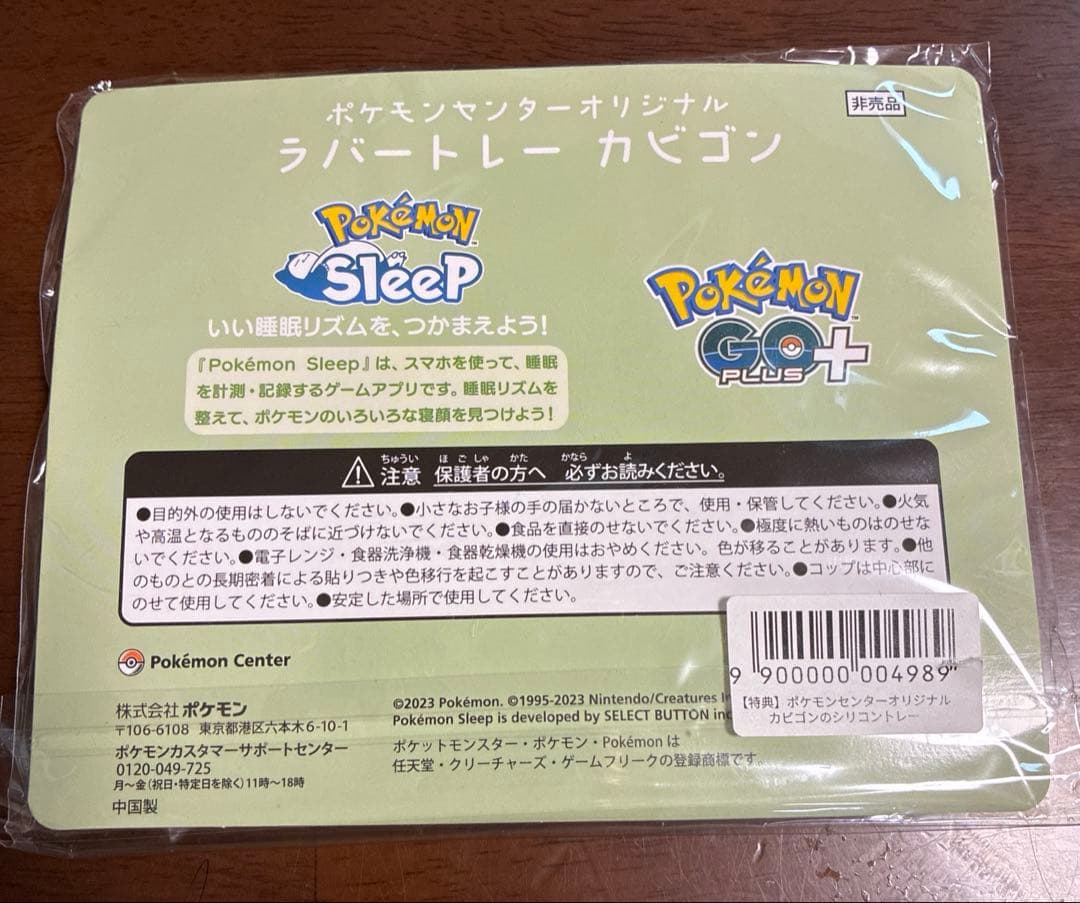 ポケモンセンターオリジナル
非売品
ラバートレー カビゴン
POKéMON
SleeP
いい睡眠リズムを、つかまえよう!
『Pokémon Sleep』は、スマホを使って、睡眠
を計測・記録するゲームアプリです。睡眠リズムを
整えて、ポケモンのいろいろな寝顔を見つけよう!
POKéMON
GO
PLUS+
ちゅうい ほごしゃ かた かなら よ
注意 保護者の方へ 必ずお読みください。
●目的外の使用はしないでください。●小さなお子様の手の届かないところで、使用・保管してください。●火気
や高温となるもののそばに近づけないでください。●食品を直接のせないでください。●極度に熱いものはのせな
いでください。●電子レンジ・食器洗浄機・食器乾燥機の使用はおやめください。色が移ることがあります。●他
のものとの長期密着による貼りつきや色移行を起こすことがありますので、ご注意ください。●コップは中心部に
のせて使用してください。●安定した場所で使用してください。
Pokémon Center
株式会社ポケモン
〒106-6108 東京都港区六本木6-10-1
ポケモンカスタマーサポートセンター
0120-049-725
月〜金(祝日・特定日を除く)11時〜18時
中国製
©2023 Pokémon. ©1995-2023 Nintendo/Creatures
Pokémon Sleep is developed by SELECT BUTTON
ポケットモンスター・ポケモン・Pokémon は
任天堂・クリーチャーズ・ゲームフリークの登録商標です。
9 900000 004989
【特典】ポケモンセンターオリジナル
カビゴンのシリコントレー